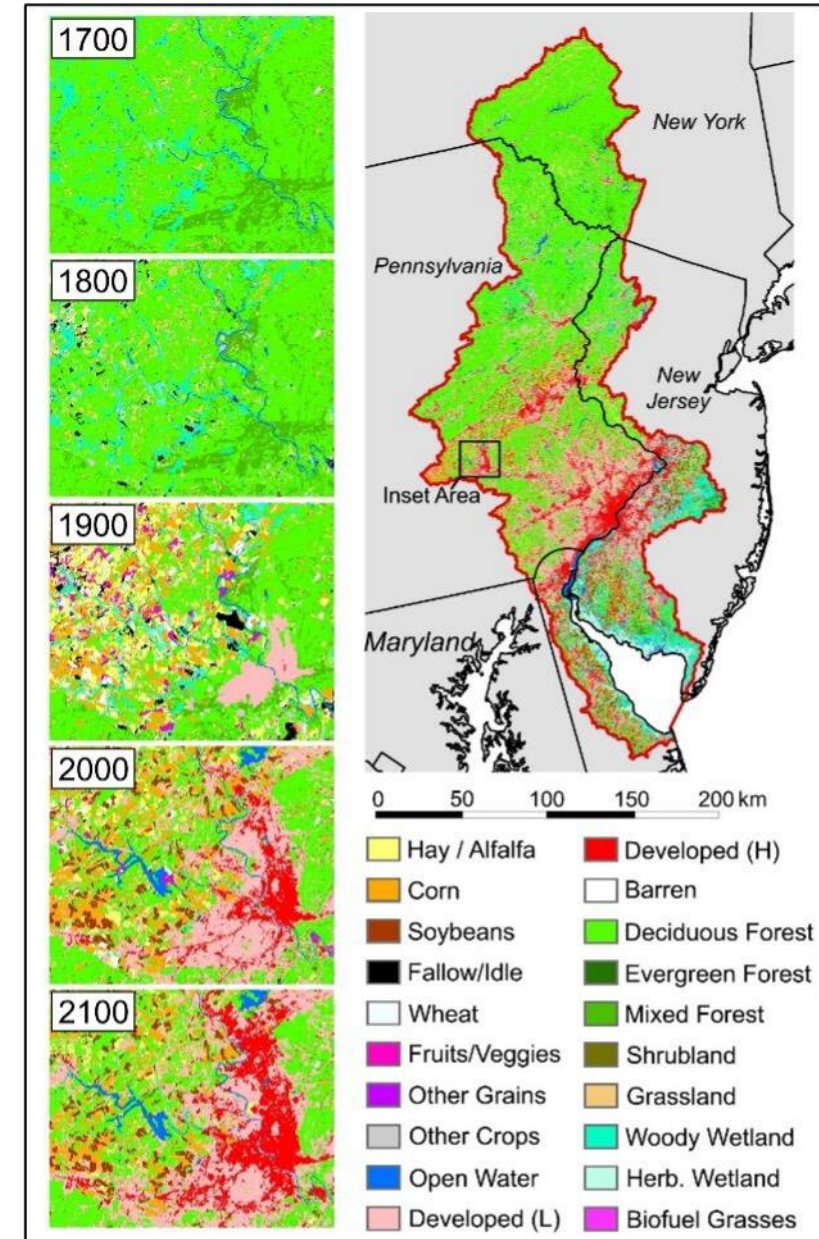 1700
1800
1900
2000
2100
New York
Pennsylvania
New
Jersey
Inset Area
Maryland
0 50 100 150 200 km
Hay / Alfalfa
Corn
Soybeans
Fallow/Idle
Wheat
Fruits/Veggies
Other Grains
Other Crops
Open Water
Developed (L)
Developed (H)
Barren
Deciduous Forest
Evergreen Forest
Mixed Forest
Shrubland
Grassland
Woody Wetland
Herb. Wetland
Biofuel Grasses